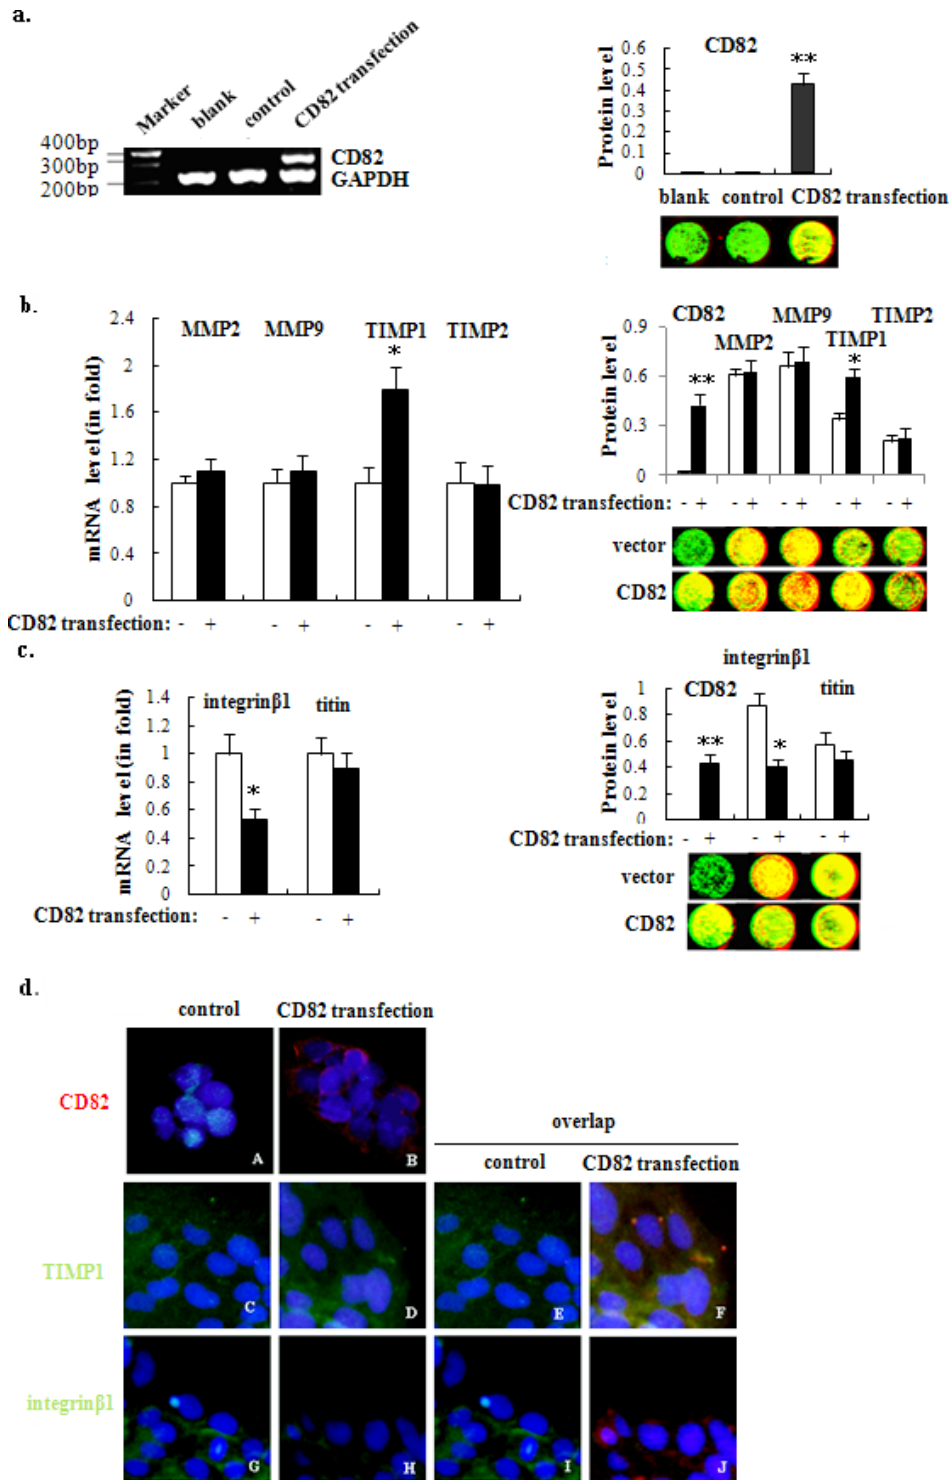 a.
Marker blank control CD82 transfection
400bp
300bp
200bp
CD82
GAPDH
CD82
Protein level
0.6
0.5
0.4
0.3
0.2
0.1
0
**
blank control CD82 transfection
b.
mRNA level(in fold)
2.4
2
1.6
1.2
0.8
0.4
0
MMP2 MMP9 TIMP1 TIMP2
*
CD82 transfection: - + - + - + - +
Protein level
0.9
0.6
0.3
0
CD82 MMP2 MMP9 TIMP1 TIMP2
** *
CD82 transfection: - + - + - + - + - +
vector
CD82
c.
mRNA level(in fold)
1.4
1.2
1
0.8
0.6
0.4
0.2
0
integrinβ1 titin
*
CD82 transfection: - + - +
integrinβ1
CD82 titin
Protein level
1
0.8
0.6
0.4
0.2
0
** *
CD82 transfection: - + - + - +
vector
CD82
d.
control CD82 transfection
CD82
A B
overlap
control CD82 transfection
TIMP1
C D E F
integrinβ1
G H I J